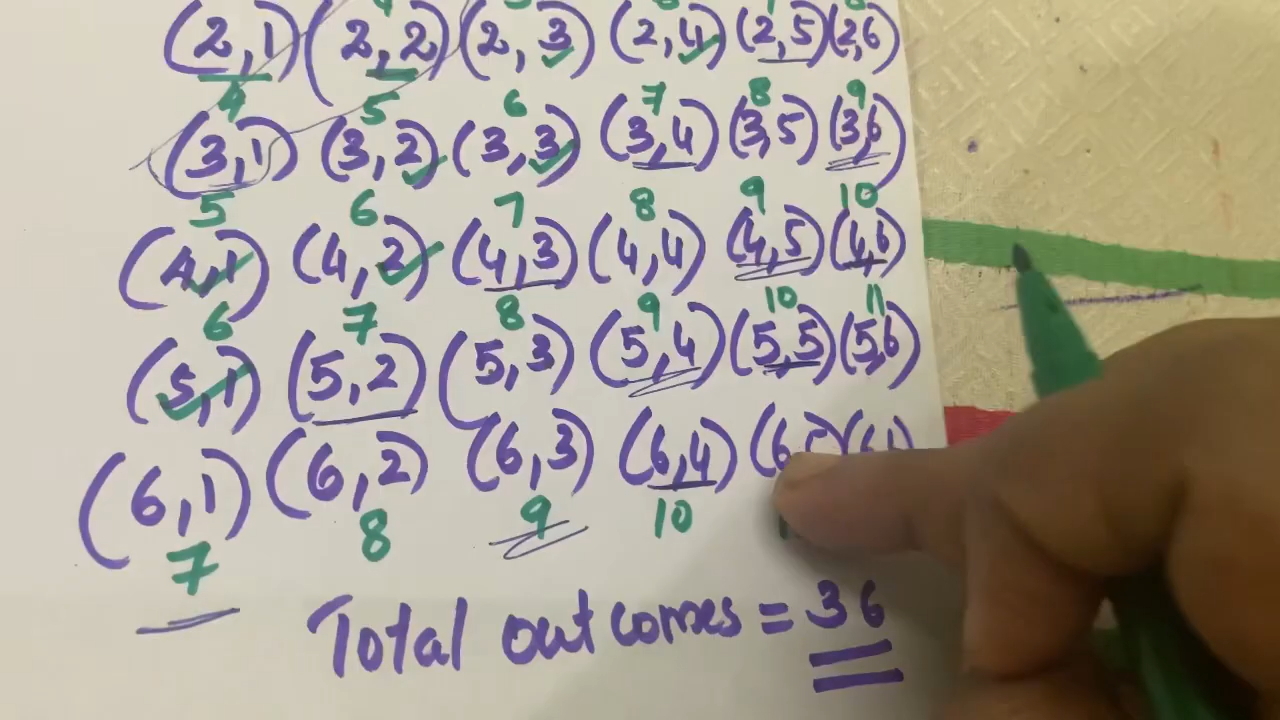 (2,1) (2,2) (2,3) (2,4) (2,5) (2,6)
4 5 6 7 8 9
(3,1) (3,2) (3,3) (3,4) (3,5) (3,6)
5 6 7 8 9 10
(4,1) (4,2) (4,3) (4,4) (4,5) (4,6)
6 7 8 9 10 11
(5,1) (5,2) (5,3) (5,4) (5,5) (5,6)
(6,1) (6,2) (6,3) (6,4)
7 8 9 10
Total outcomes = 36